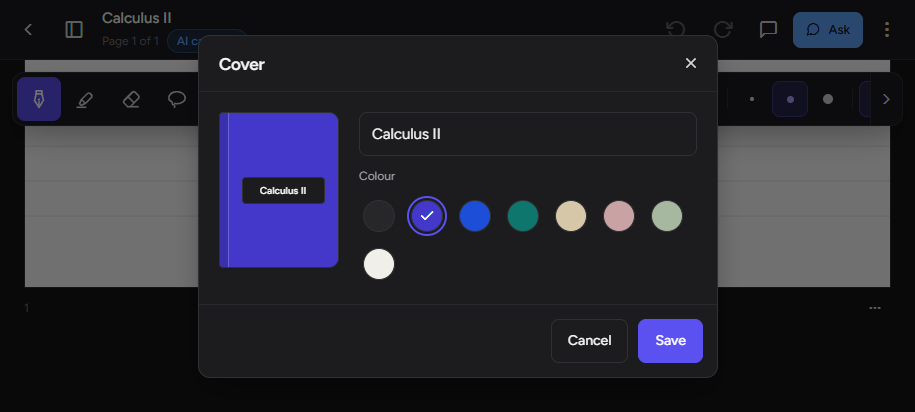 Calculus II
Page 1 of 1
Ask
Cover
Calculus II
Calculus II
Colour
1
Cancel
Save